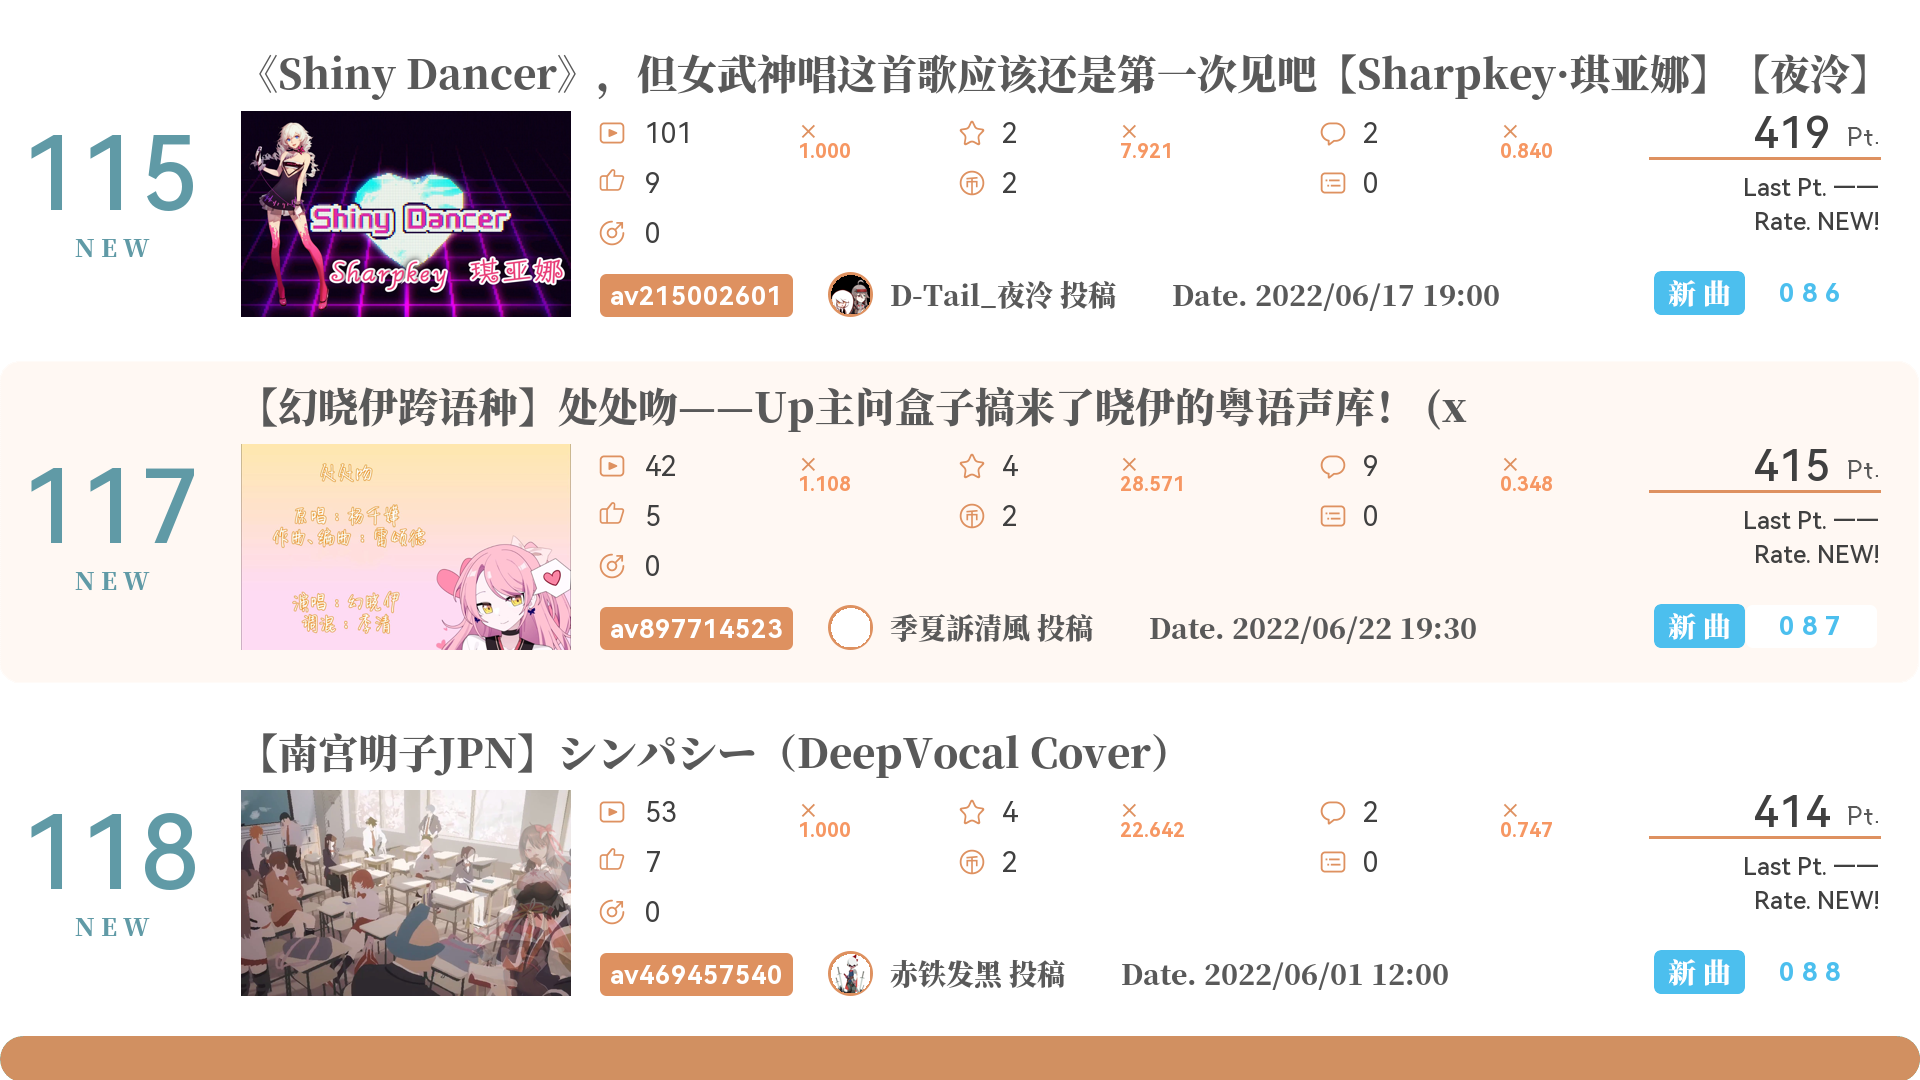 《Shiny Dancer》，但女武神唱这首歌应该还是第一次见吧【Sharpkey·琪亚娜】【夜泠】
115
NEW
Shiny Dancer
Sharpkey 琪亚娜
101
×
1.000
2
×
7.921
2
×
0.840
419 Pt.
9
2
0
Last Pt. ——
0
Rate. NEW!
av215002601
D-Tail_夜泠 投稿
Date. 2022/06/17 19:00
新曲 086
【幻晓伊跨语种】处处吻——Up主问盒子搞来了晓伊的粤语声库！（x
117
NEW
处处吻
原唱：杨千嬅
作曲、编曲：雷颂德
演唱：幻晓伊
调教：季清
42
×
1.108
4
×
28.571
9
×
0.348
415 Pt.
5
2
0
Last Pt. ——
0
Rate. NEW!
av897714523
季夏訴清風 投稿
Date. 2022/06/22 19:30
新曲 087
【南宫明子JPN】シンパシー（DeepVocal Cover）
118
NEW
53
×
1.000
4
×
22.642
2
×
0.747
414 Pt.
7
2
0
Last Pt. ——
0
Rate. NEW!
av469457540
赤铁发黑 投稿
Date. 2022/06/01 12:00
新曲 088